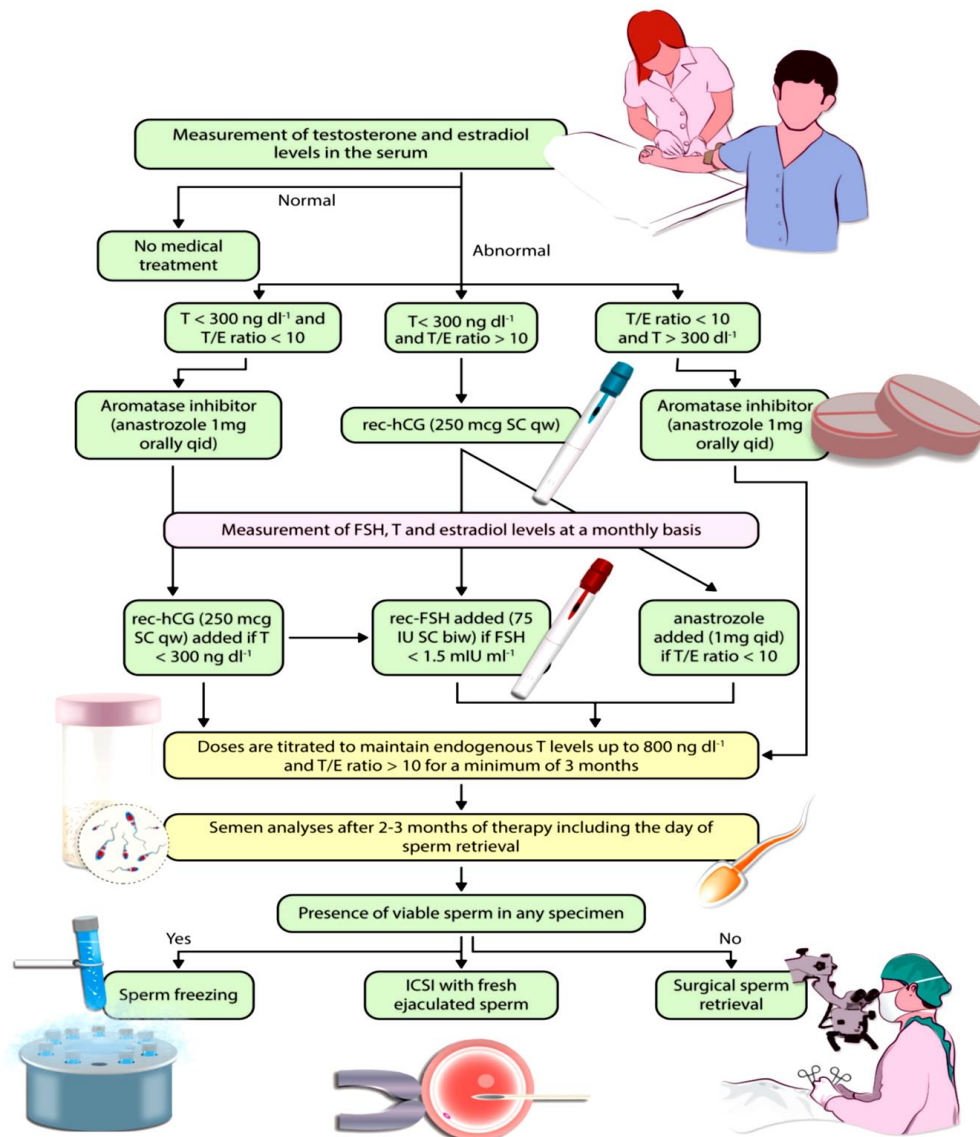 Measurement of testosterone and estradiol
levels in the serum
Normal
No medical
treatment
Abnormal
T < 300 ng dl⁻¹ and
T/E ratio < 10
T< 300 ng dl⁻¹
and T/E ratio > 10
T/E ratio < 10
and T > 300 dl⁻¹
Aromatase inhibitor
(anastrozole 1mg
orally qid)
rec-hCG (250 mcg SC qw)
Aromatase inhibitor
(anastrozole 1mg
orally qid)
Measurement of FSH, T and estradiol levels at a monthly basis
rec-hCG (250 mcg
SC qw) added if T
< 300 ng dl⁻¹
rec-FSH added (75
IU SC biw) if FSH
< 1.5 mIU ml⁻¹
anastrozole
added (1mg qid)
if T/E ratio < 10
Doses are titrated to maintain endogenous T levels up to 800 ng dl⁻¹
and T/E ratio > 10 for a minimum of 3 months
Semen analyses after 2-3 months of therapy including the day of
sperm retrieval
Presence of viable sperm in any specimen
Yes
No
Sperm freezing
ICSI with fresh
ejaculated sperm
Surgical sperm
retrieval